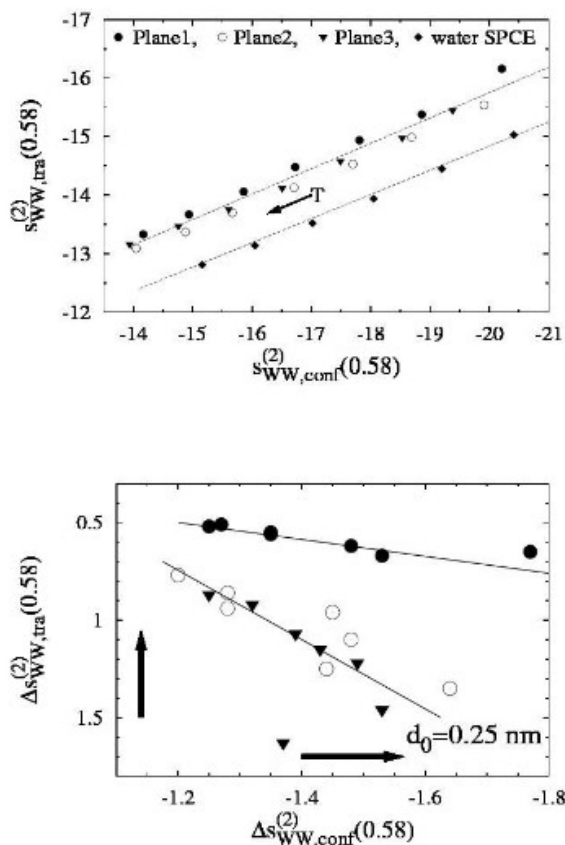 -17
● Plane1, ○ Plane2, ▼ Plane3, ◆ water SPCE
-16
-15
-14
-13
-12
s(2)WW,tra(0.58)
T
-14 -15 -16 -17 -18 -19 -20 -21
s(2)WW,conf(0.58)
0.5
1
1.5
Δs(2)WW,tra(0.58)
d0=0.25 nm
-1.2 -1.4 -1.6 -1.8
Δs(2)WW,conf(0.58)